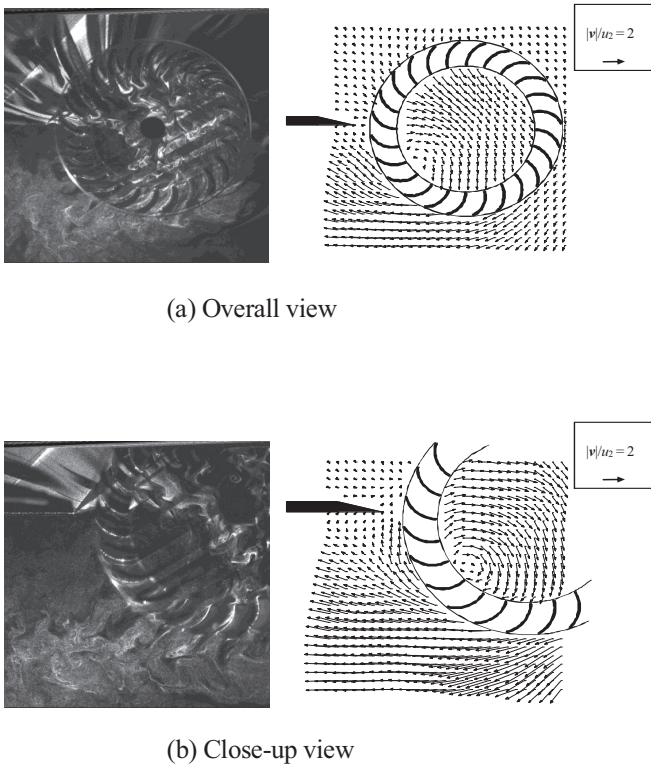 |v|/u₂ = 2
(a) Overall view
|v|/u₂ = 2
(b) Close-up view